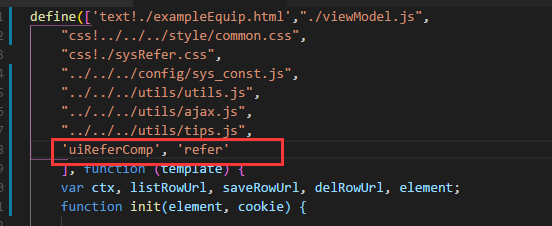 define(['text!./exampleEquip.html',"./viewModel.js",
"css!../../../style/common.css",
"css!./sysRefer.css",
"../../../config/sys_const.js",
"../../../utils/utils.js",
"../../../utils/ajax.js",
"../../../utils/tips.js",
'uiReferComp', 'refer'
], function (template) {
var ctx, listRowUrl, saveRowUrl, delRowUrl, element;
function init(element, cookie) {